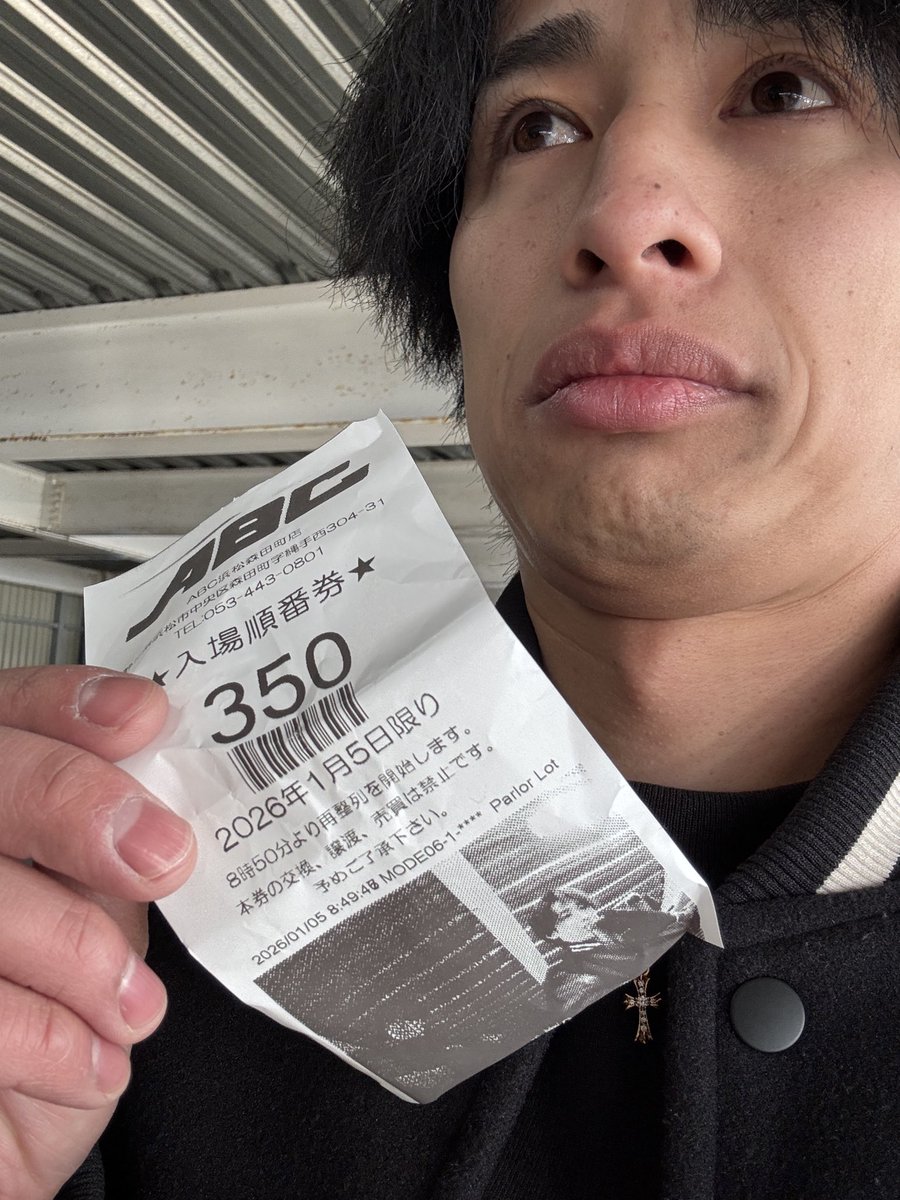 ABC
ABC浜松森田町店
浜松市中央区森田町字縄手西304-31
TEL:053-443-0801
★入場順番券★
350
2026年1月5日限り
8時50分より再整列を開始します。
本券の交換、譲渡、売買は禁止です。
予めご了承下さい。
2026/01/05 8:49:48 MODE06-1-**** Parlor Lot